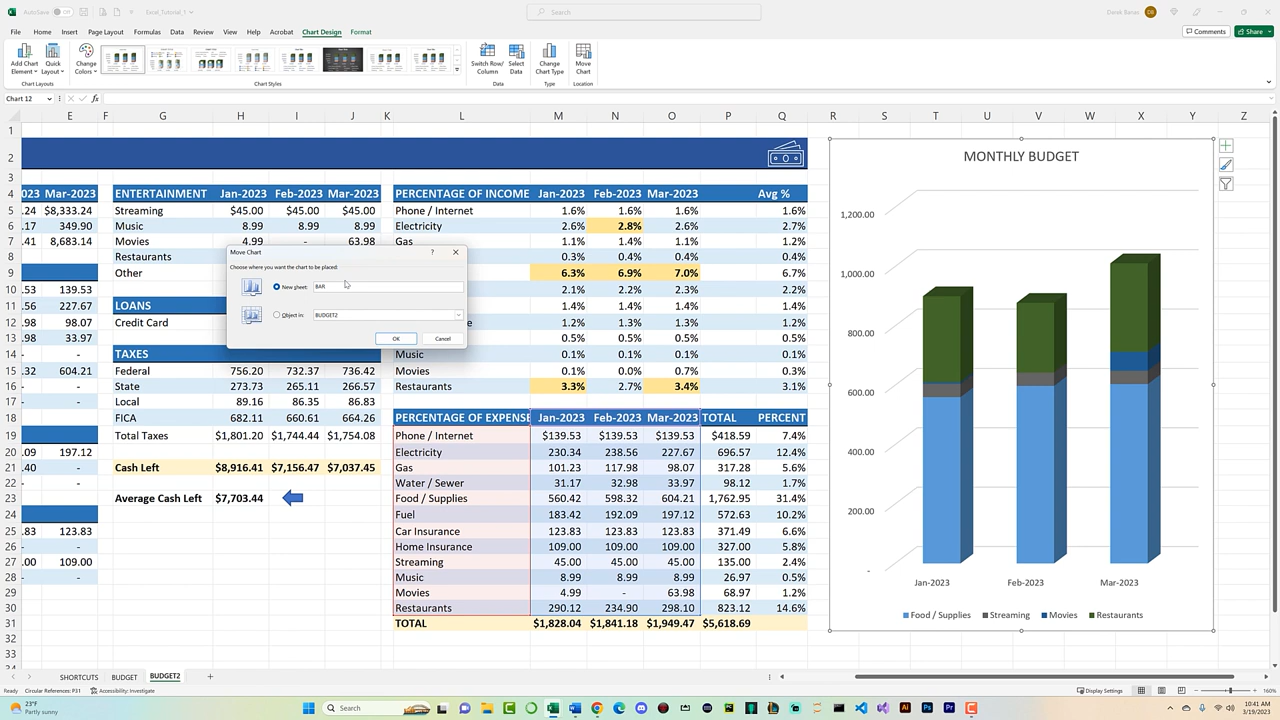 AutoSave Off Excel_Tutorial_1 Search Derek Banas DB
File Home Insert Page Layout Formulas Data Review View Help Acrobat Chart Design Format Comments Share
Add Chart Element Quick Layout Change Colors Switch Row/Column Select Data Change Chart Type Move Chart
Chart Layouts Chart Styles Data Type Location
Chart 12 fx
E F G H I J K L M N O P Q R S T U V W X Y Z
1
2
3
4 023 Mar-2023 ENTERTAINMENT Jan-2023 Feb-2023 Mar-2023 PERCENTAGE OF INCOME Jan-2023 Feb-2023 Mar-2023 Avg %
5 .24 $8,333.24 Streaming $45.00 $45.00 $45.00 Phone / Internet 1.6% 1.6% 1.6% 1.6%
6 .17 349.90 Music 8.99 8.99 8.99 Electricity 2.6% 2.8% 2.6% 2.7%
7 .41 8,683.14 Movies 4.99 - 63.98 Gas 1.1% 1.4% 1.1% 1.2%
8 Restaurants 0.3% 0.4% 0.4% 0.4%
9 Other 6.3% 6.9% 7.0% 6.7%
10 .53 139.53 2.1% 2.2% 2.3% 2.2%
11 .56 227.67 LOANS 1.4% 1.4% 1.4% 1.4%
12 .98 98.07 Credit Card 1.2% 1.3% 1.3% 1.2%
13 .98 33.97 0.5% 0.5% 0.5% 0.5%
14 - - TAXES Music 0.1% 0.1% 0.1% 0.1%
15 .32 604.21 Federal 756.20 732.37 736.42 Movies 0.1% 0.0% 0.7% 0.3%
16 - - State 273.73 265.11 266.57 Restaurants 3.3% 2.7% 3.4% 3.1%
17 - - Local 89.16 86.35 86.83
18 FICA 682.11 660.61 664.26 PERCENTAGE OF EXPENSE Jan-2023 Feb-2023 Mar-2023 TOTAL PERCENT
19 Total Taxes $1,801.20 $1,744.44 $1,754.08 Phone / Internet $139.53 $139.53 $139.53 $418.59 7.4%
20 .09 197.12 Electricity 230.34 238.56 227.67 696.57 12.4%
21 .40 - Cash Left $8,916.41 $7,156.47 $7,037.45 Gas 101.23 117.98 98.07 317.28 5.6%
22 - - Water / Sewer 31.17 32.98 33.97 98.12 1.7%
23 Average Cash Left $7,703.44 Food / Supplies 560.42 598.32 604.21 1,762.95 31.4%
24 Fuel 183.42 192.09 197.12 572.63 10.2%
25 .83 123.83 Car Insurance 123.83 123.83 123.83 371.49 6.6%
26 - - Home Insurance 109.00 109.00 109.00 327.00 5.8%
27 .00 109.00 Streaming 45.00 45.00 45.00 135.00 2.4%
28 - - Music 8.99 8.99 8.99 26.97 0.5%
29 Movies 4.99 - 63.98 68.97 1.2%
30 Restaurants 290.12 234.90 298.10 823.12 14.6%
31 TOTAL $1,828.04 $1,841.18 $1,949.47 $5,618.69
32
33
34
Move Chart ?
Choose where you want the chart to be placed:
New sheet: BAR
Object in: BUDGET2
OK Cancel
MONTHLY BUDGET
1,200.00
1,000.00
800.00
600.00
400.00
200.00
-
Jan-2023 Feb-2023 Mar-2023
Food / Supplies Streaming Movies Restaurants
SHORTCUTS BUDGET BUDGET2
Ready Circular References: P31 Accessibility: Investigate Display Settings 160%
23°F
Partly sunny
Search
10:41 AM
3/19/2023